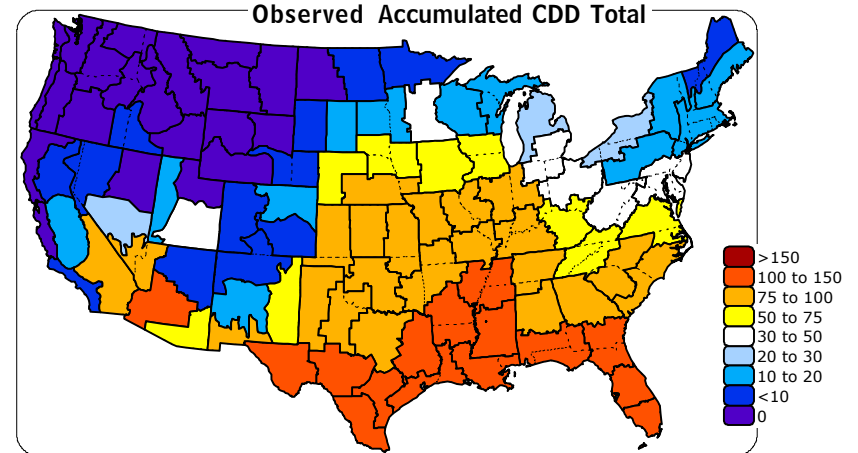 Observed Accumulated CDD Total
>150
100 to 150
75 to 100
50 to 75
30 to 50
20 to 30
10 to 20
<10
0